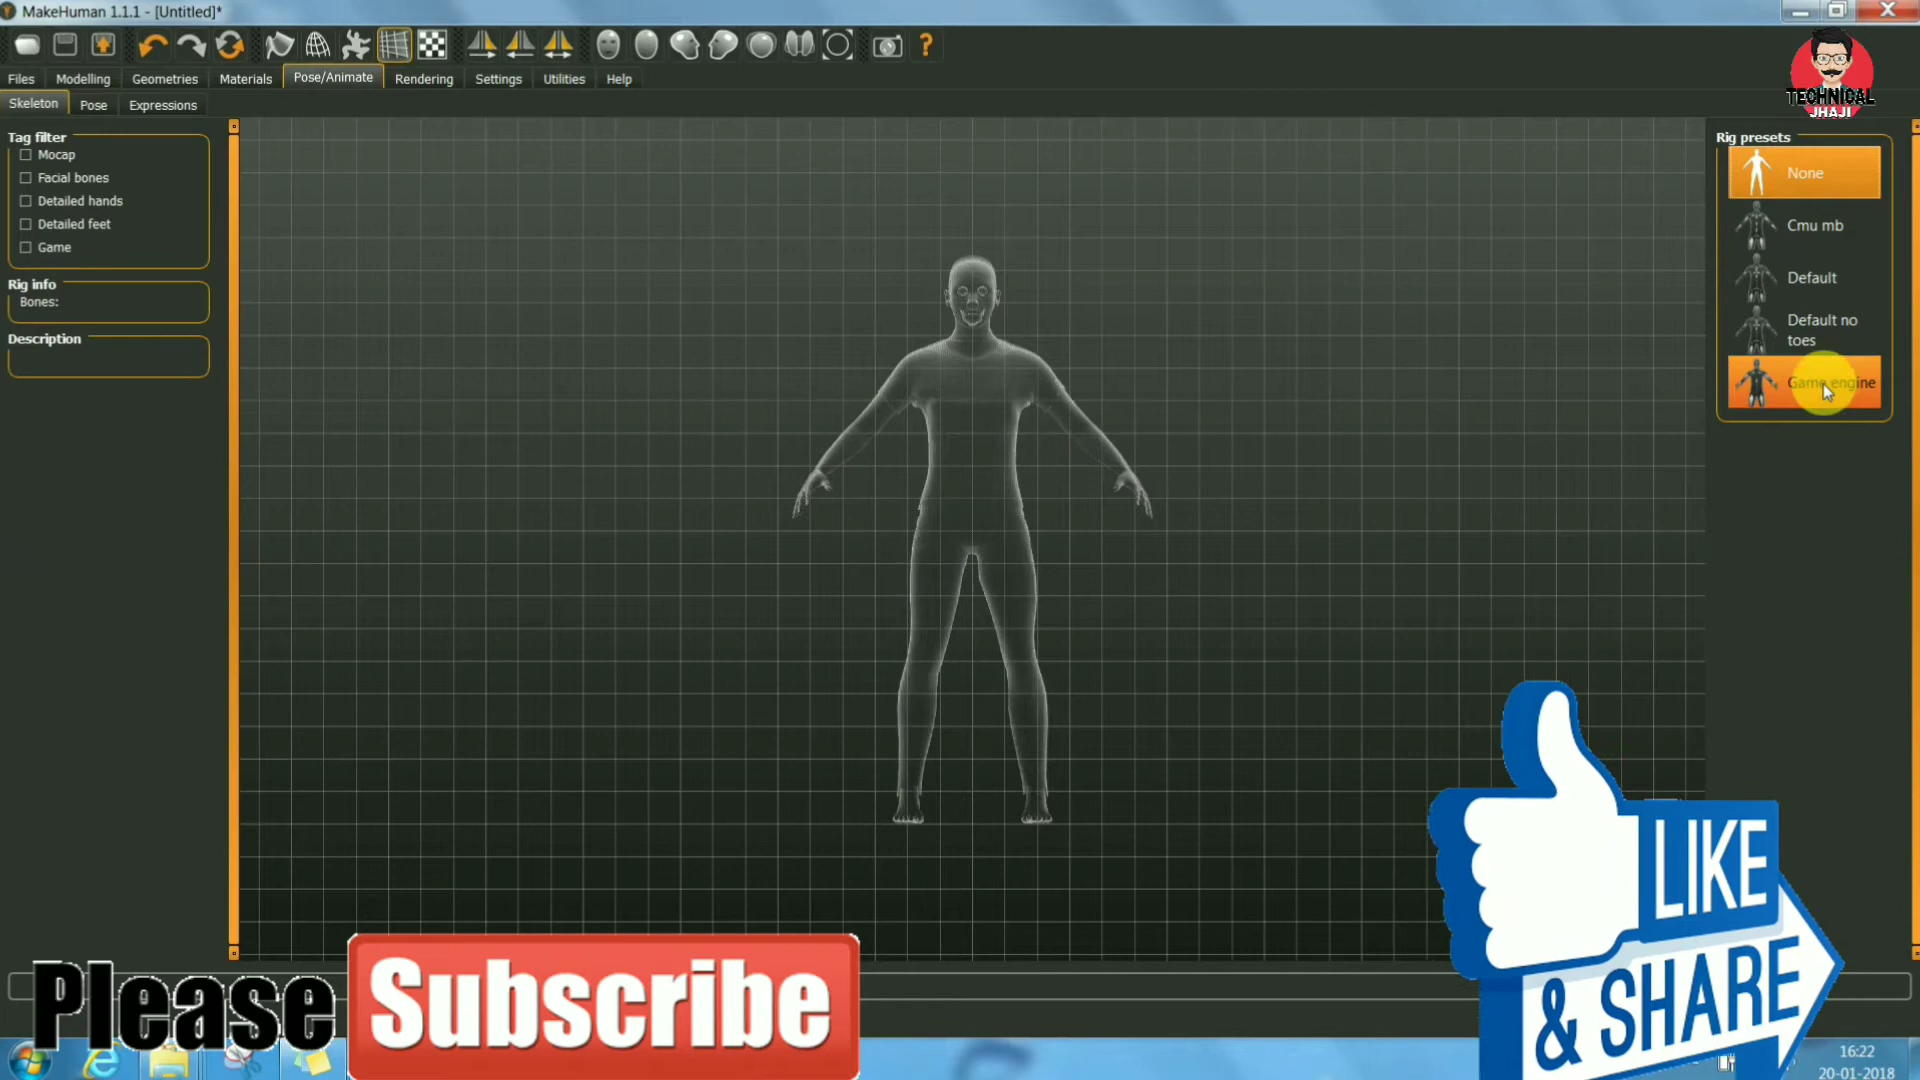 MakeHuman 1.1.1 - [Untitled]*
Files Modelling Geometries Materials Pose/Animate Rendering Settings Utilities Help
Skeleton Pose Expressions
TECHNICAL
JHAJI
Tag filter
Mocap
Facial bones
Detailed hands
Detailed feet
Game
Rig info
Bones:
Description
Rig presets
None
Cmu mb
Default
Default no
toes
Game engine
LIKE
& SHARE
Please Subscribe
16:22
20-01-2018